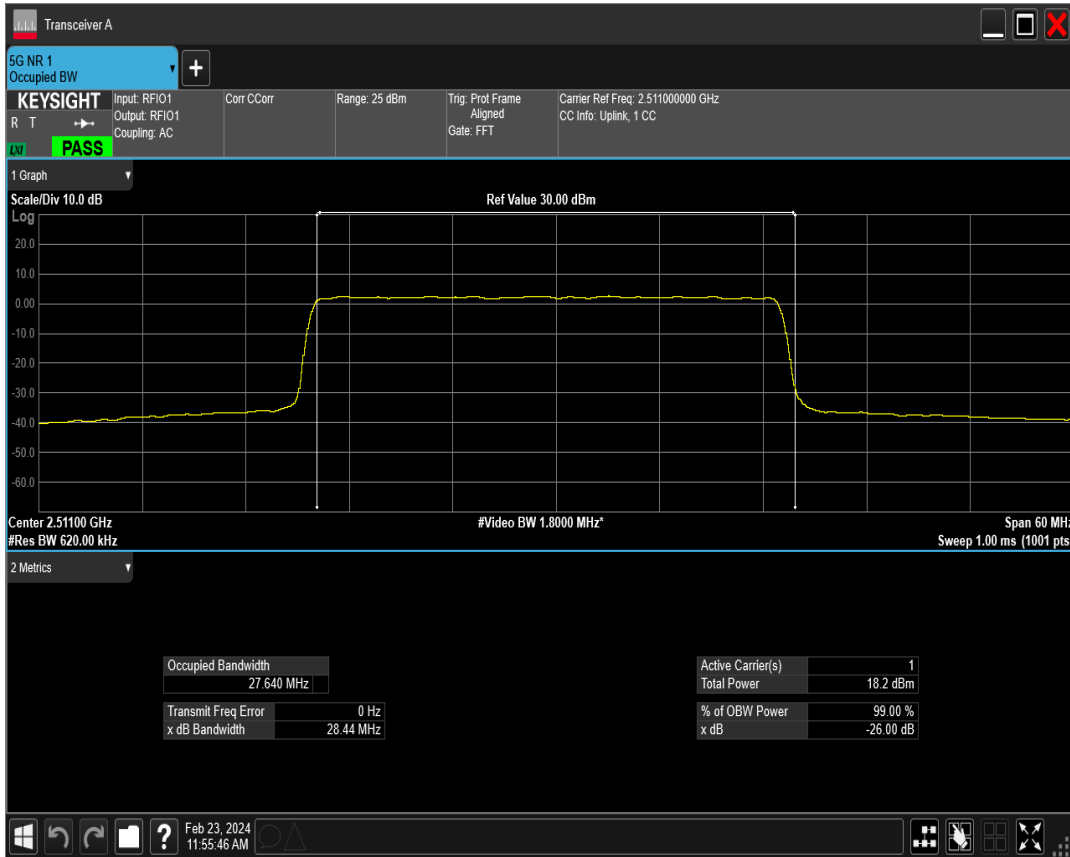 Transceiver A
5G NR 1
Occupied BW
+
KEYSIGHT
R T
LXI
PASS
Input: RFIO1
Output: RFIO1
Coupling: AC
Corr CCorr
Range: 25 dBm
Trig: Prot Frame
Aligned
Gate: FFT
Carrier Ref Freq: 2.511000000 GHz
CC Info: Uplink, 1 CC
1 Graph
Scale/Div 10.0 dB
Ref Value 30.00 dBm
Log
20.0
10.0
0.00
-10.0
-20.0
-30.0
-40.0
-50.0
-60.0
Center 2.51100 GHz
#Video BW 1.8000 MHz*
Span 60 MHz
#Res BW 620.00 kHz
Sweep 1.00 ms (1001 pts
2 Metrics
Occupied Bandwidth
27.640 MHz
Transmit Freq Error 0 Hz
x dB Bandwidth 28.44 MHz
Active Carrier(s) 1
Total Power 18.2 dBm
% of OBW Power 99.00 %
x dB -26.00 dB
?
Feb 23, 2024
11:55:46 AM